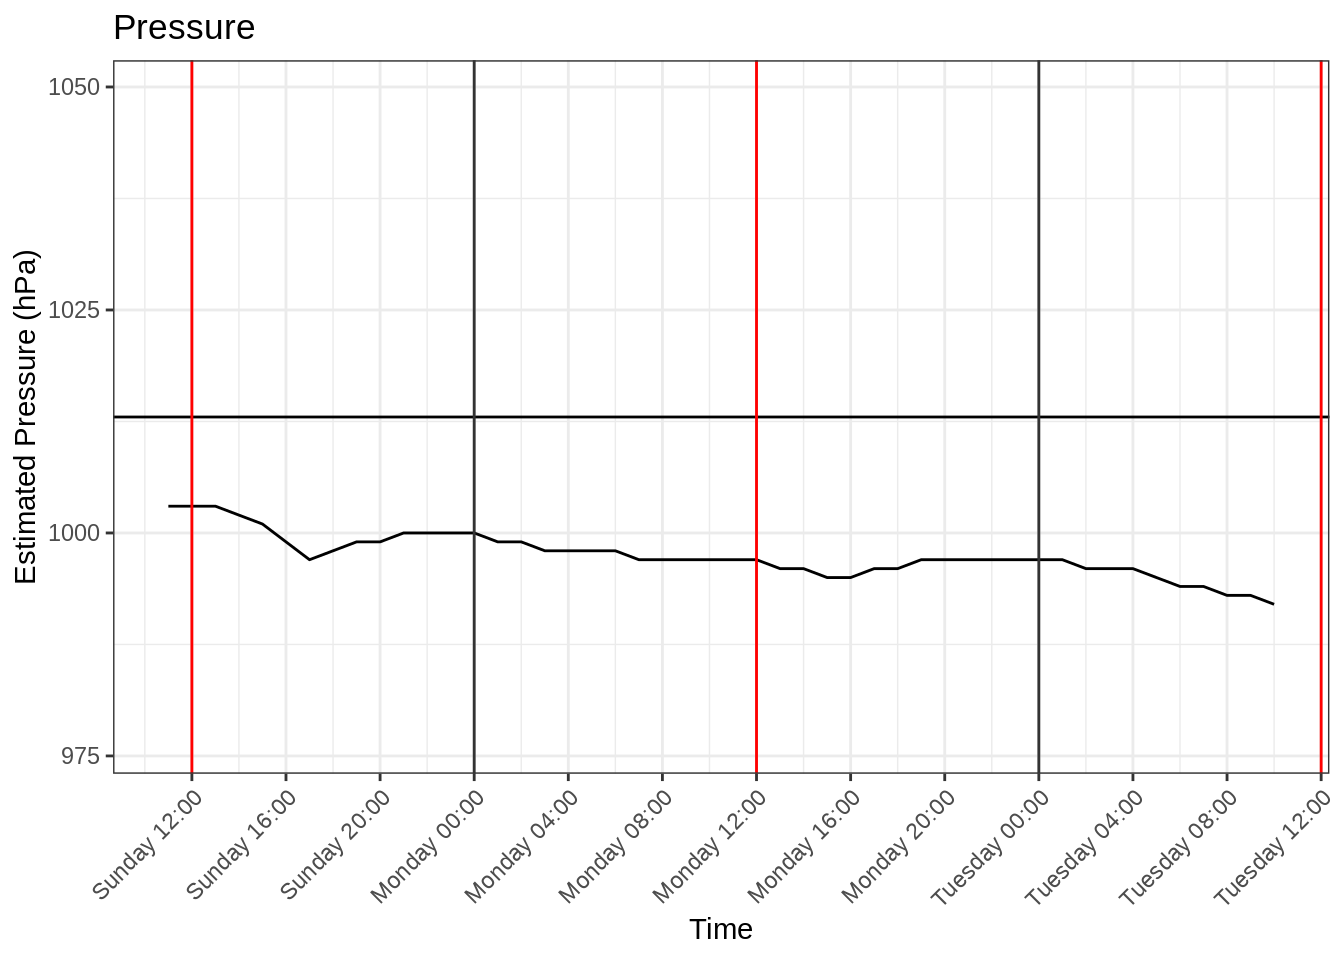 Pressure
Estimated Pressure (hPa)
1050
1025
1000
975
Sunday 12:00
Sunday 16:00
Sunday 20:00
Monday 00:00
Monday 04:00
Monday 08:00
Monday 12:00
Monday 16:00
Monday 20:00
Tuesday 00:00
Tuesday 04:00
Tuesday 08:00
Tuesday 12:00
Time